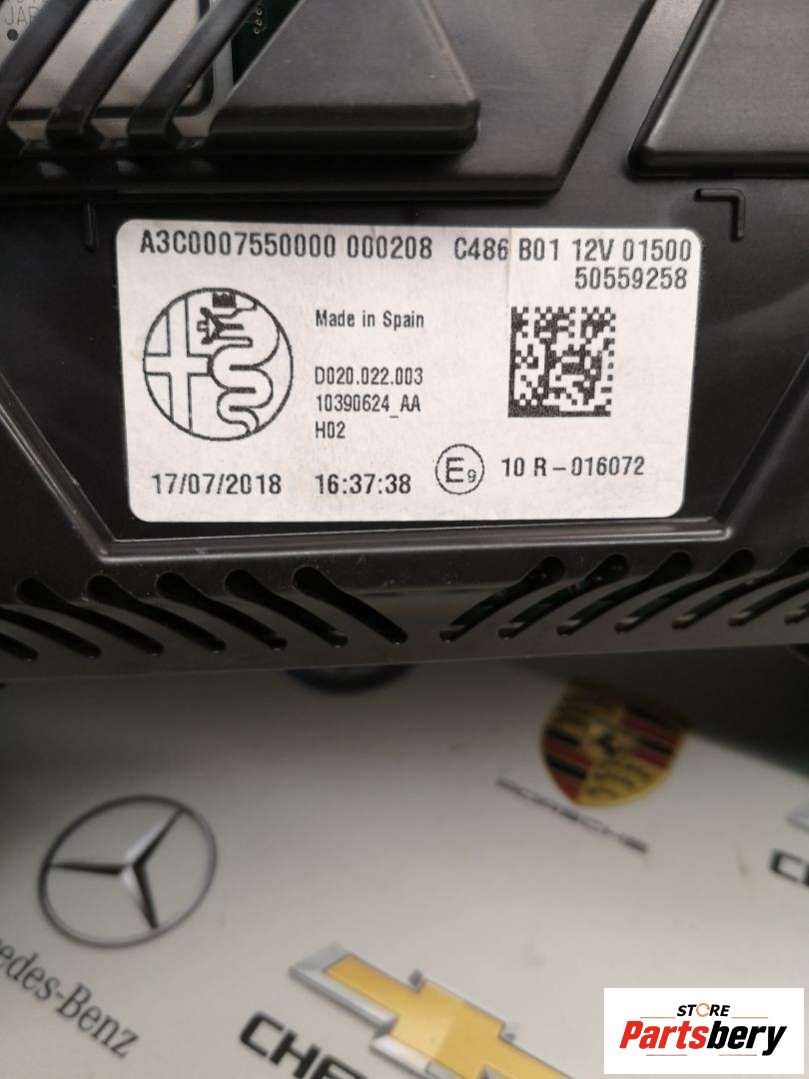 A3C0007550000 000208 C486 B01 12V 01500
50559258
Made in Spain
D020.022.003
10390624_AA
H02
17/07/2018 16:37:38 E9 10 R-016072
PORSCHE
edes-Benz
CHE
STORE
Partsbery